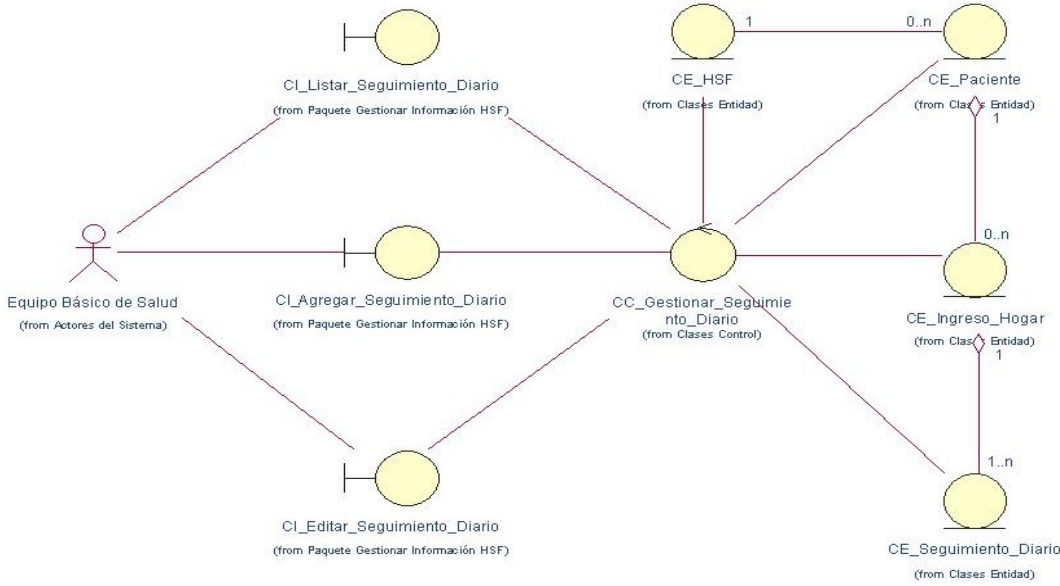 1
0..n
CI_Listar_Seguimiento_Diario
(from Paquete Gestionar Información HSF)
CE_HSF
(from Clases Entidad)
CE_Paciente
(from Clases Entidad)
1
0..n
Equipo Básico de Salud
(from Actores del Sistema)
CI_Agregar_Seguimiento_Diario
(from Paquete Gestionar Información HSF)
CC_Gestionar_Seguimie
nto_Diario
(from Clases Control)
CE_Ingreso_Hogar
(from Clases Entidad)
1
1..n
CI_Editar_Seguimiento_Diario
(from Paquete Gestionar Información HSF)
CE_Seguimiento_Diario
(from Clases Entidad)